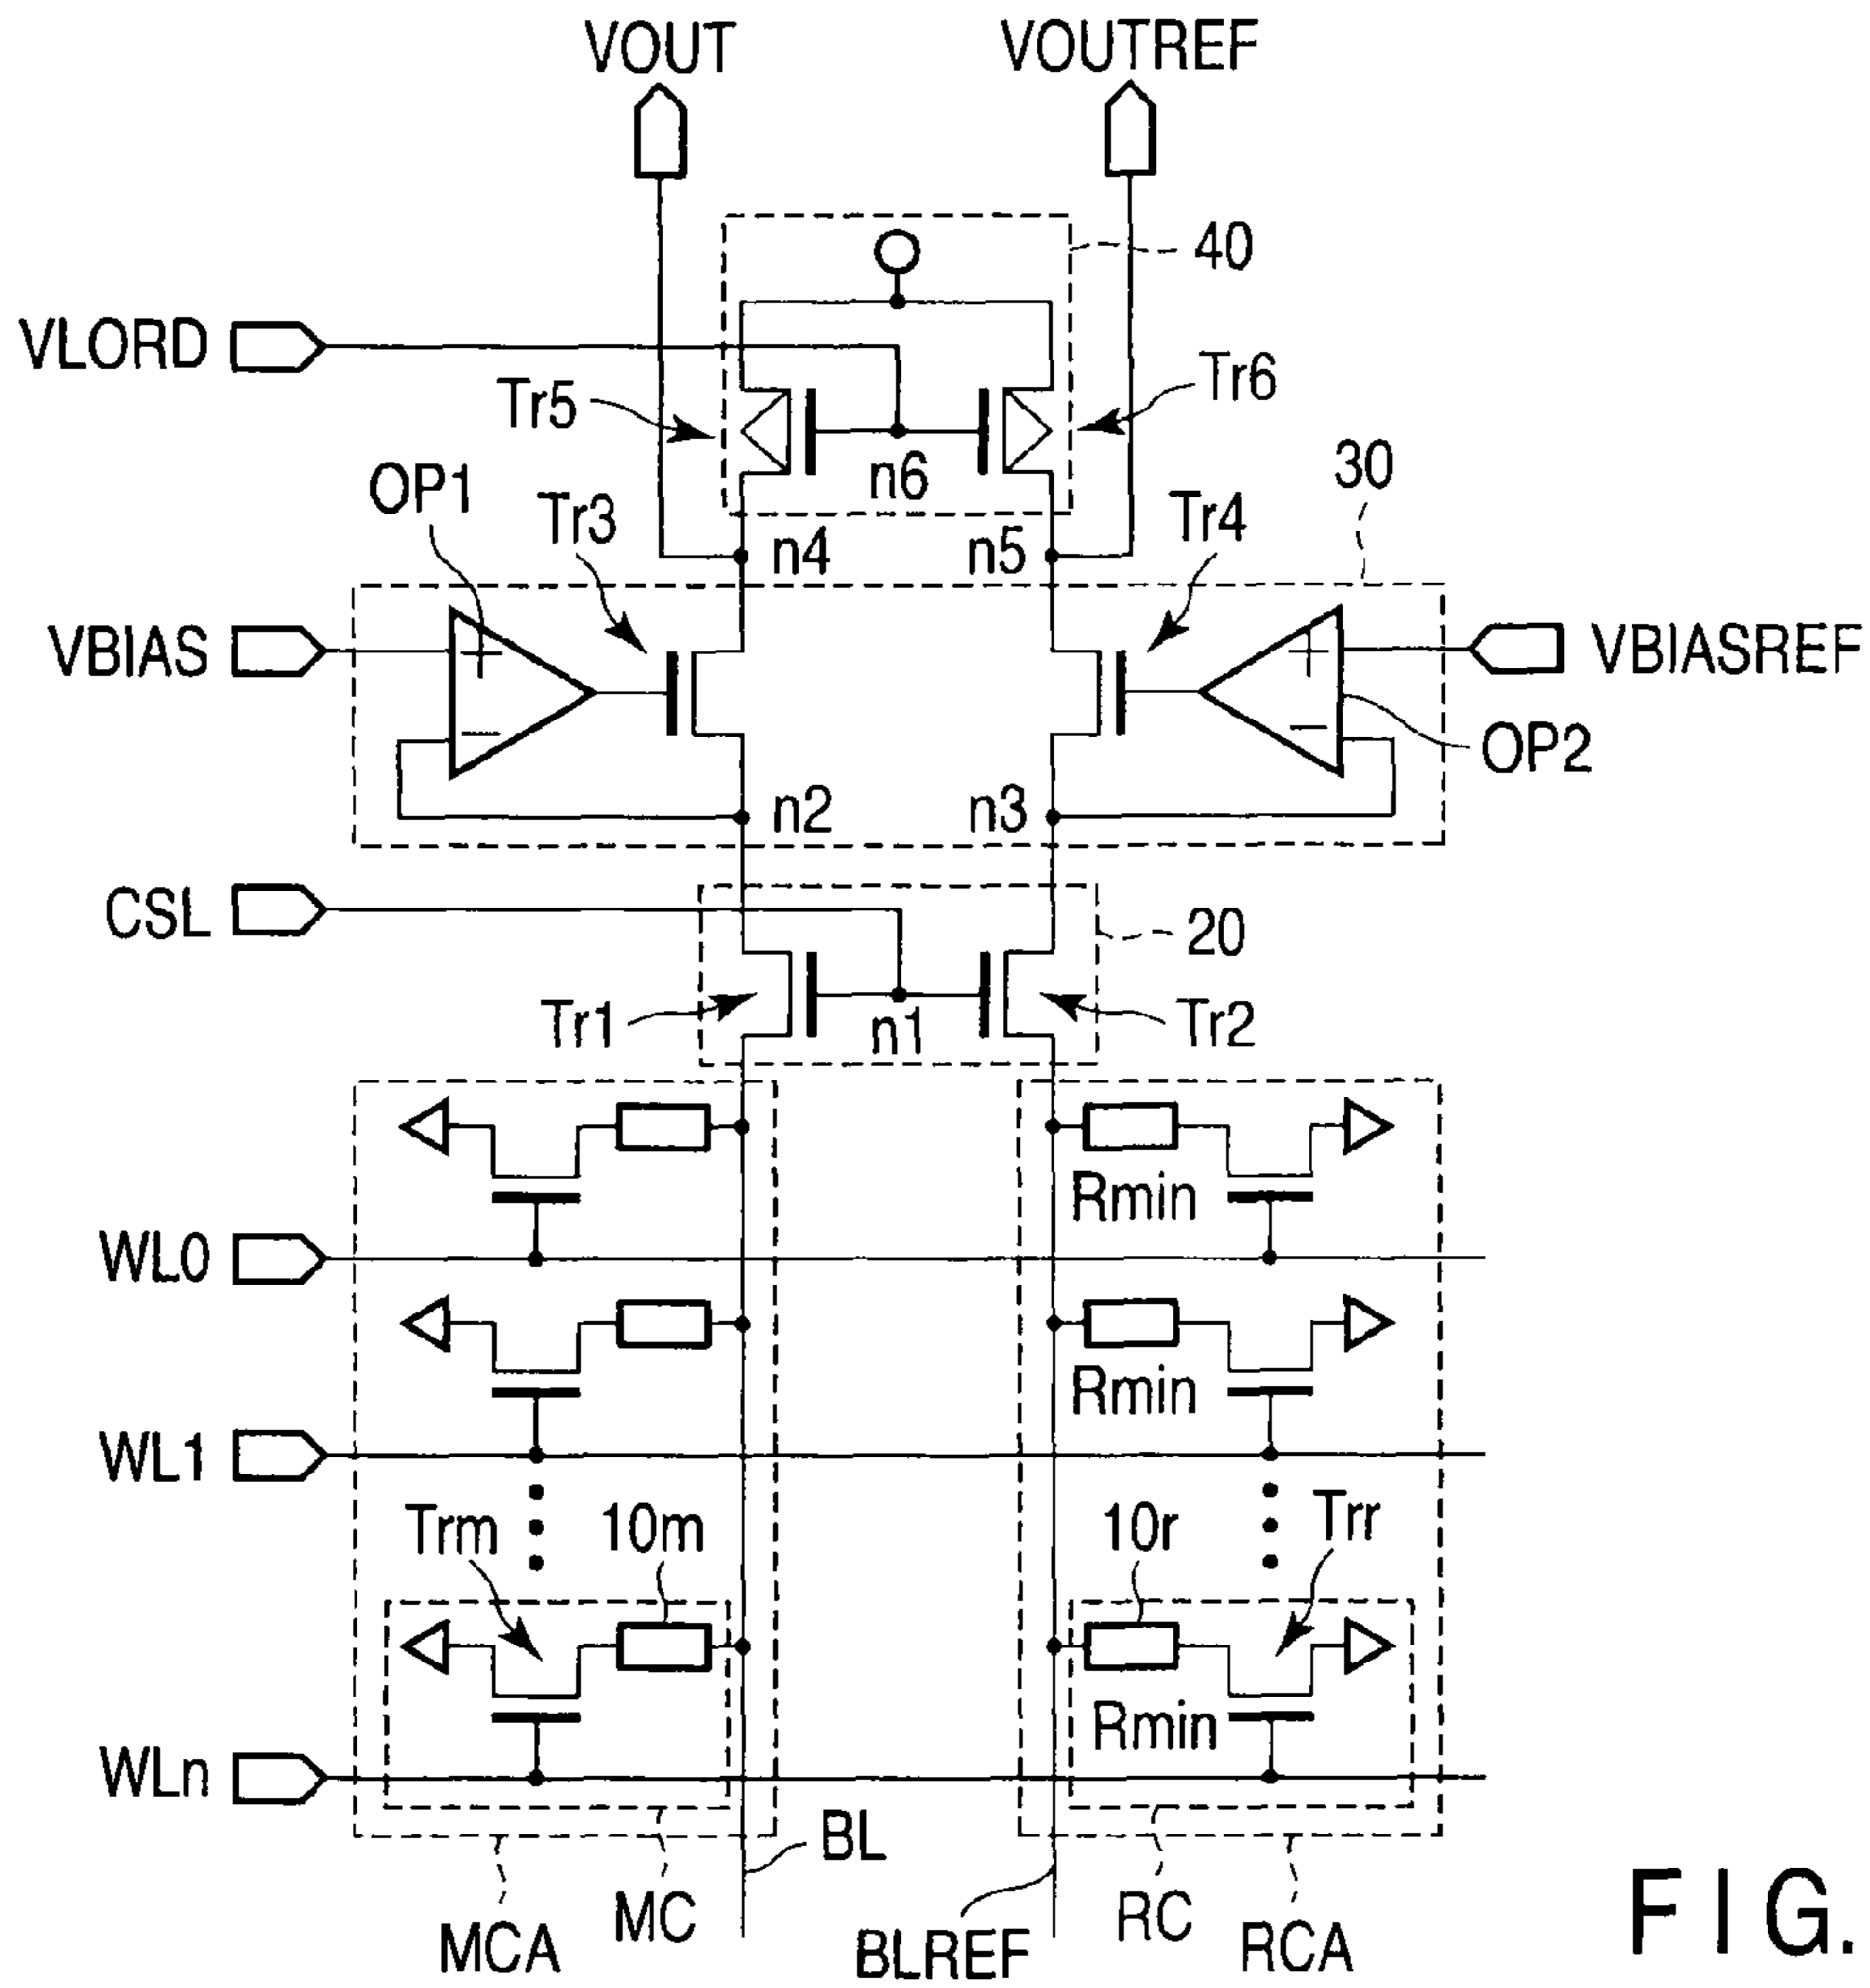 VOUT VOUTREF
40
VLORD
Tr5 Tr6
n6
OP1 Tr3 Tr4 30
n4 n5
VBIAS + + VBIASREF
− − OP2
n2 n3
CSL 20
Tr1 n1 Tr2
Rmin
WL0
Rmin
WL1
Trm 10m 10r Trr
Rmin
WLn
BL
MCA MC BLREF RC RCA
FIG.